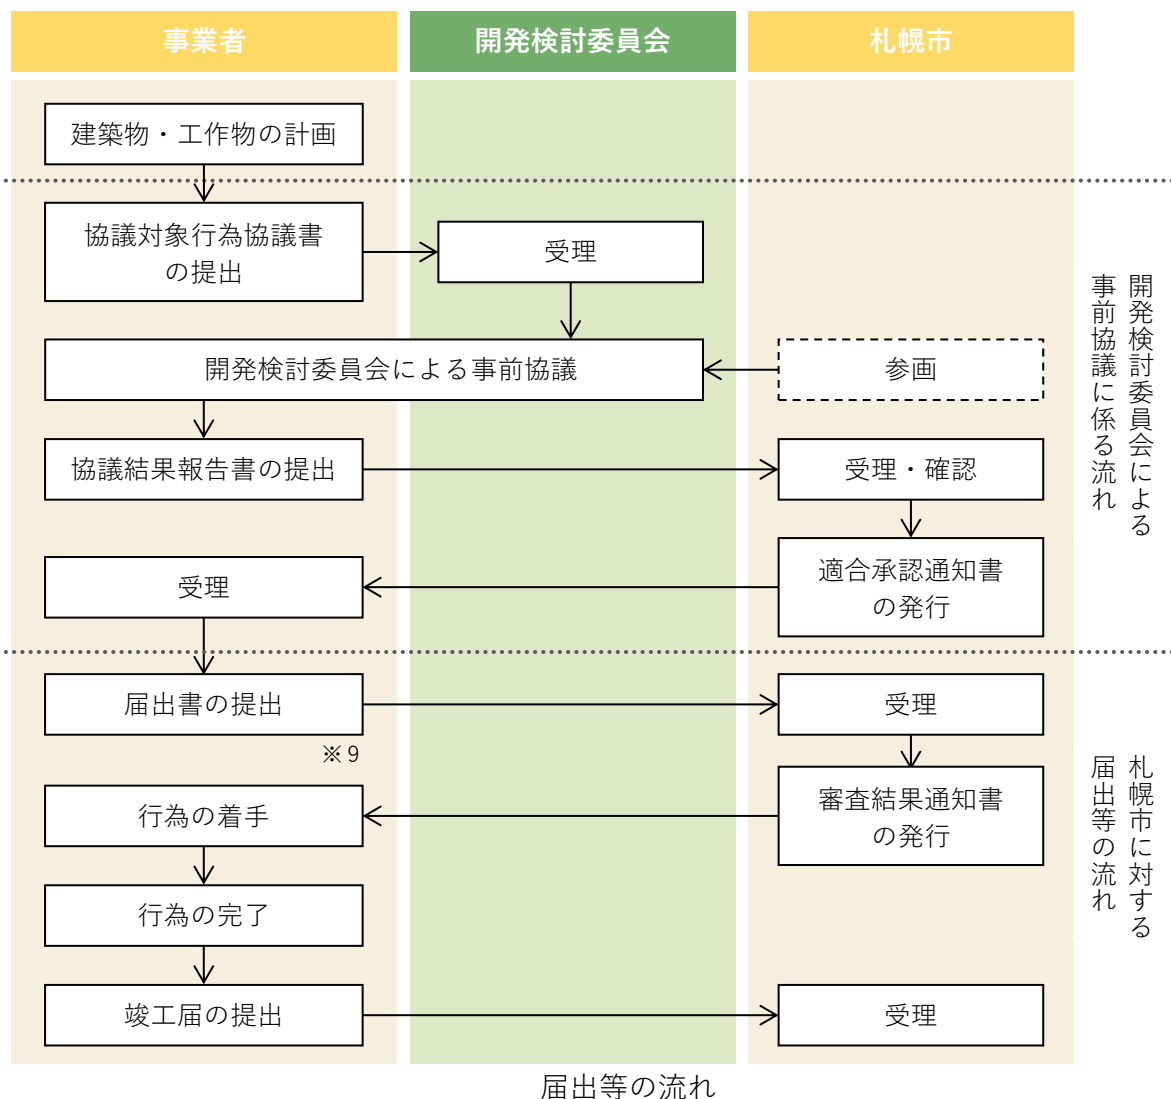 事業者
開発検討委員会
札幌市
建築物・工作物の計画
協議対象行為協議書
の提出
受理
開発検討委員会による事前協議
参画
協議結果報告書の提出
受理・確認
適合承認通知書
の発行
受理
開発検討委員会による
事前協議に係る流れ
届出書の提出
※9
受理
審査結果通知書
の発行
行為の着手
行為の完了
竣工届の提出
受理
札幌市に対する
届出等の流れ
届出等の流れ